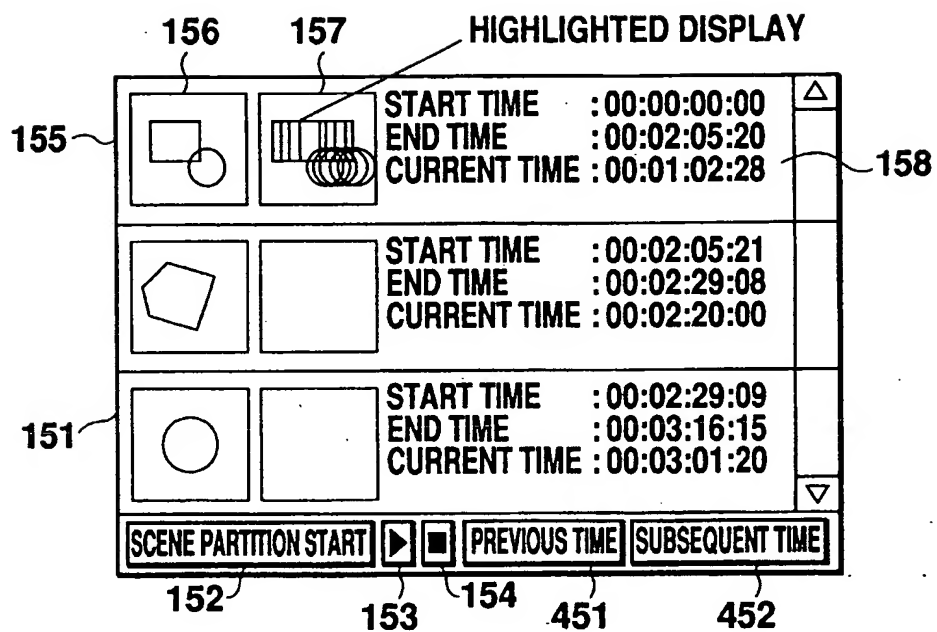 156 157 HIGHLIGHTED DISPLAY
155
START TIME :00:00:00:00
END TIME :00:02:05:20
CURRENT TIME :00:01:02:28
158
START TIME :00:02:05:21
END TIME :00:02:29:08
CURRENT TIME :00:02:20:00
151
START TIME :00:02:29:09
END TIME :00:03:16:15
CURRENT TIME :00:03:01:20
SCENE PARTITION START PREVIOUS TIME SUBSEQUENT TIME
152 153 154 451 452